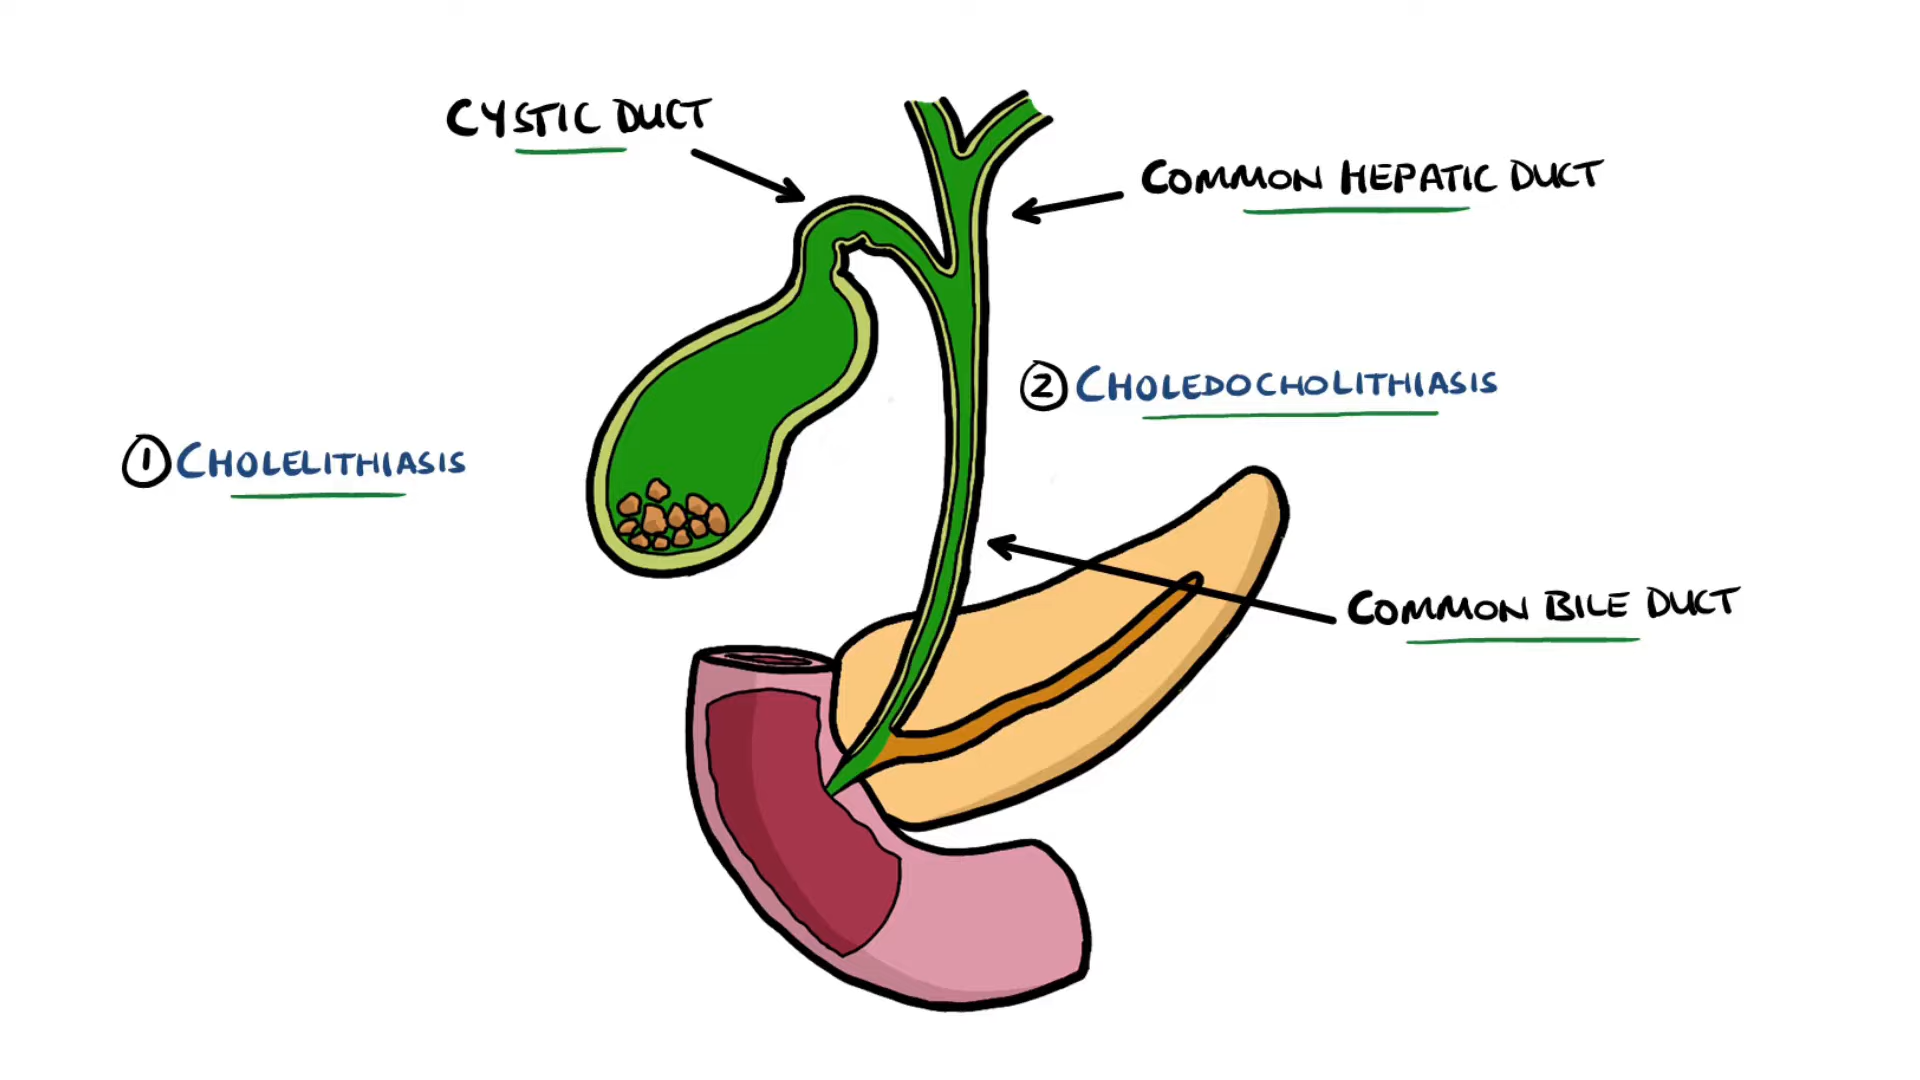 CYSTIC DUCT
COMMON HEPATIC DUCT
② CHOLEDOCHOLITHIASIS
① CHOLELITHIASIS
COMMON BILE DUCT